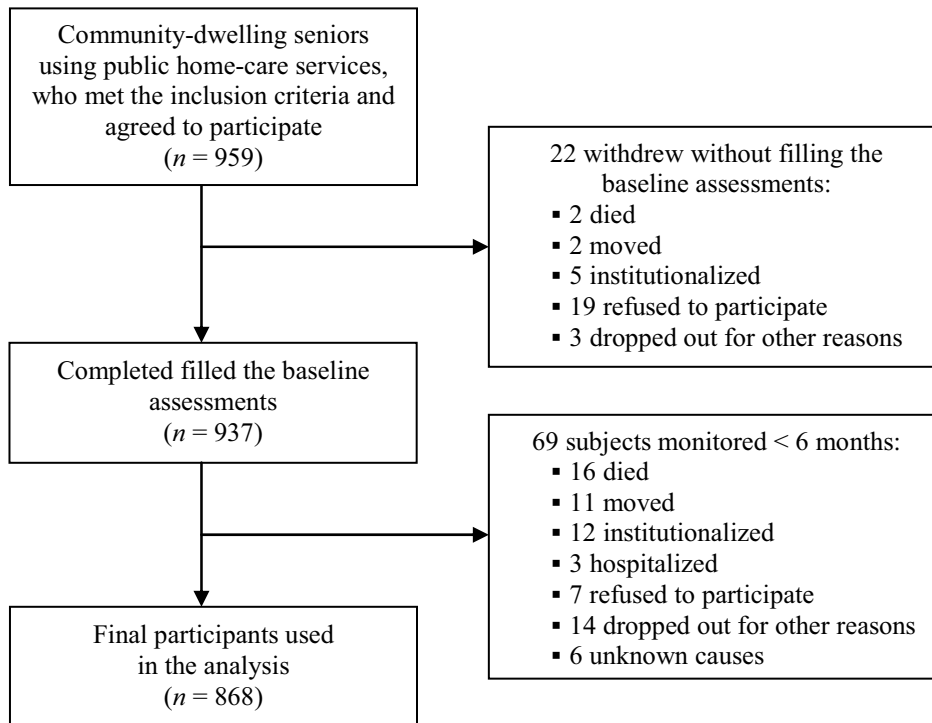 Community-dwelling seniors
using public home-care services,
who met the inclusion criteria and
agreed to participate
(n = 959)
22 withdrew without filling the
baseline assessments:
▪ 2 died
▪ 2 moved
▪ 5 institutionalized
▪ 19 refused to participate
▪ 3 dropped out for other reasons
Completed filled the baseline
assessments
(n = 937)
69 subjects monitored < 6 months:
▪ 16 died
▪ 11 moved
▪ 12 institutionalized
▪ 3 hospitalized
▪ 7 refused to participate
▪ 14 dropped out for other reasons
▪ 6 unknown causes
Final participants used
in the analysis
(n = 868)